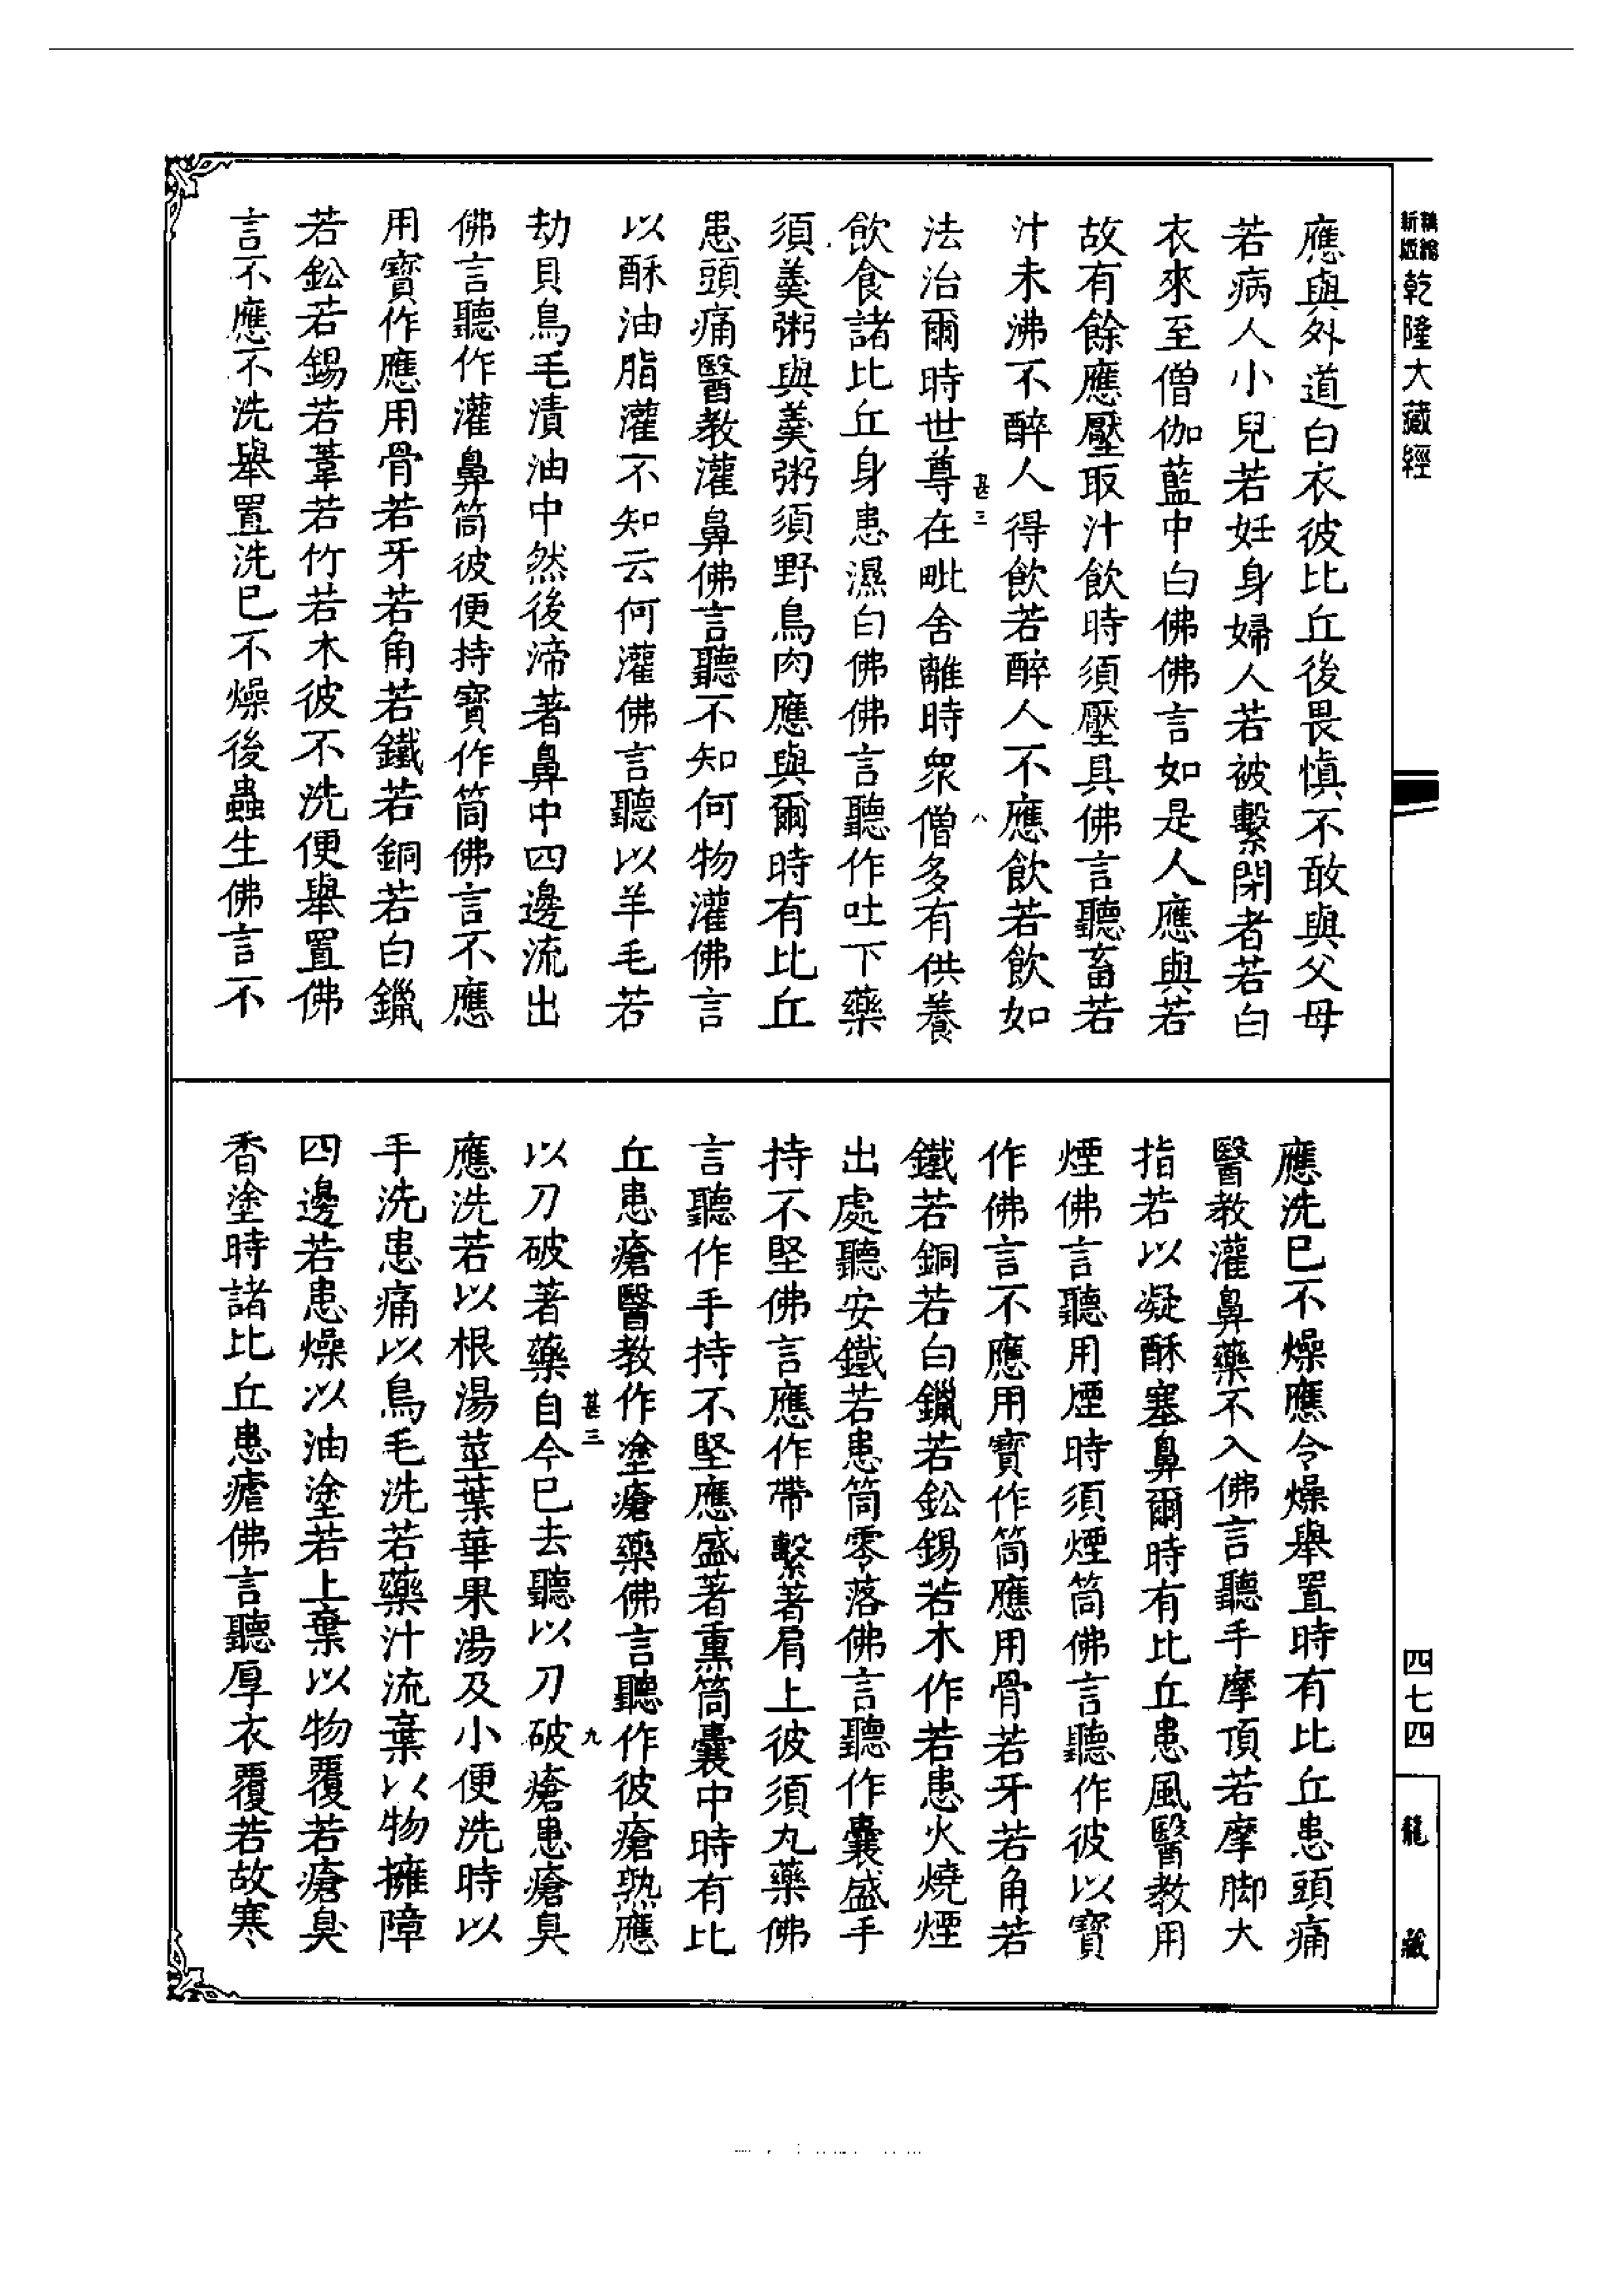 新版
精縮
乾隆大藏經
四七四
龍藏
應與外道白衣彼比丘後畏慎不敢與父母
若病人小兒若妊身婦人若被繫閉者若白
衣來至僧伽藍中白佛佛言如是人應與若
故有餘應壓取汁飲時須壓具佛言聽畜若
汁未沸不醉人得飲若醉人不應飲若飲如
甚三
八
法治爾時世尊在毗舍離時眾僧多有供養
飲食諸比丘身患濕白佛佛言聽作吐下藥
須羹粥與羹粥須野鳥肉應與爾時有比丘
患頭痛醫教灌鼻佛言聽不知何物灌佛言
以酥油脂灌不知云何灌佛言聽以羊毛若
劫貝鳥毛漬油中然後渧著鼻中四邊流出
佛言聽作灌鼻筒彼便持寶作筒佛言不應
用寶作應用骨若牙若角若鐵若銅若白鑞
若鈆若錫若葦若竹若木彼不洗便舉置佛
言不應不洗舉置洗已不燥後蟲生佛言不
應洗已不燥應令燥舉置時有比丘患頭痛
醫教灌鼻藥不入佛言聽手摩頂若摩脚大
指若以凝酥塞鼻爾時有比丘患風醫教用
煙佛言聽用煙時須煙筒佛言聽作彼以寶
作佛言不應用寶作筒應用骨若牙若角若
鐵若銅若白鑞若鈆錫若木作若患火燒煙
出處聽安鐵若患筒零落佛言聽作囊盛手
持不堅佛言應作帶繫著肩上彼須丸藥佛
言聽作手持不堅應盛著熏筒囊中時有比
丘患瘡醫教作塗瘡藥佛言聽作彼瘡熟應
甚三
九
以刀破著藥自今已去聽以刀破瘡患瘡臭
應洗若以根湯莖葉華果湯及小便洗時以
手洗患痛以鳥毛洗若藥汁流棄以物擁障
四邊若患燥以油塗若上棄以物覆若瘡臭
香塗時諸比丘患瘧佛言聽厚衣覆若故寒